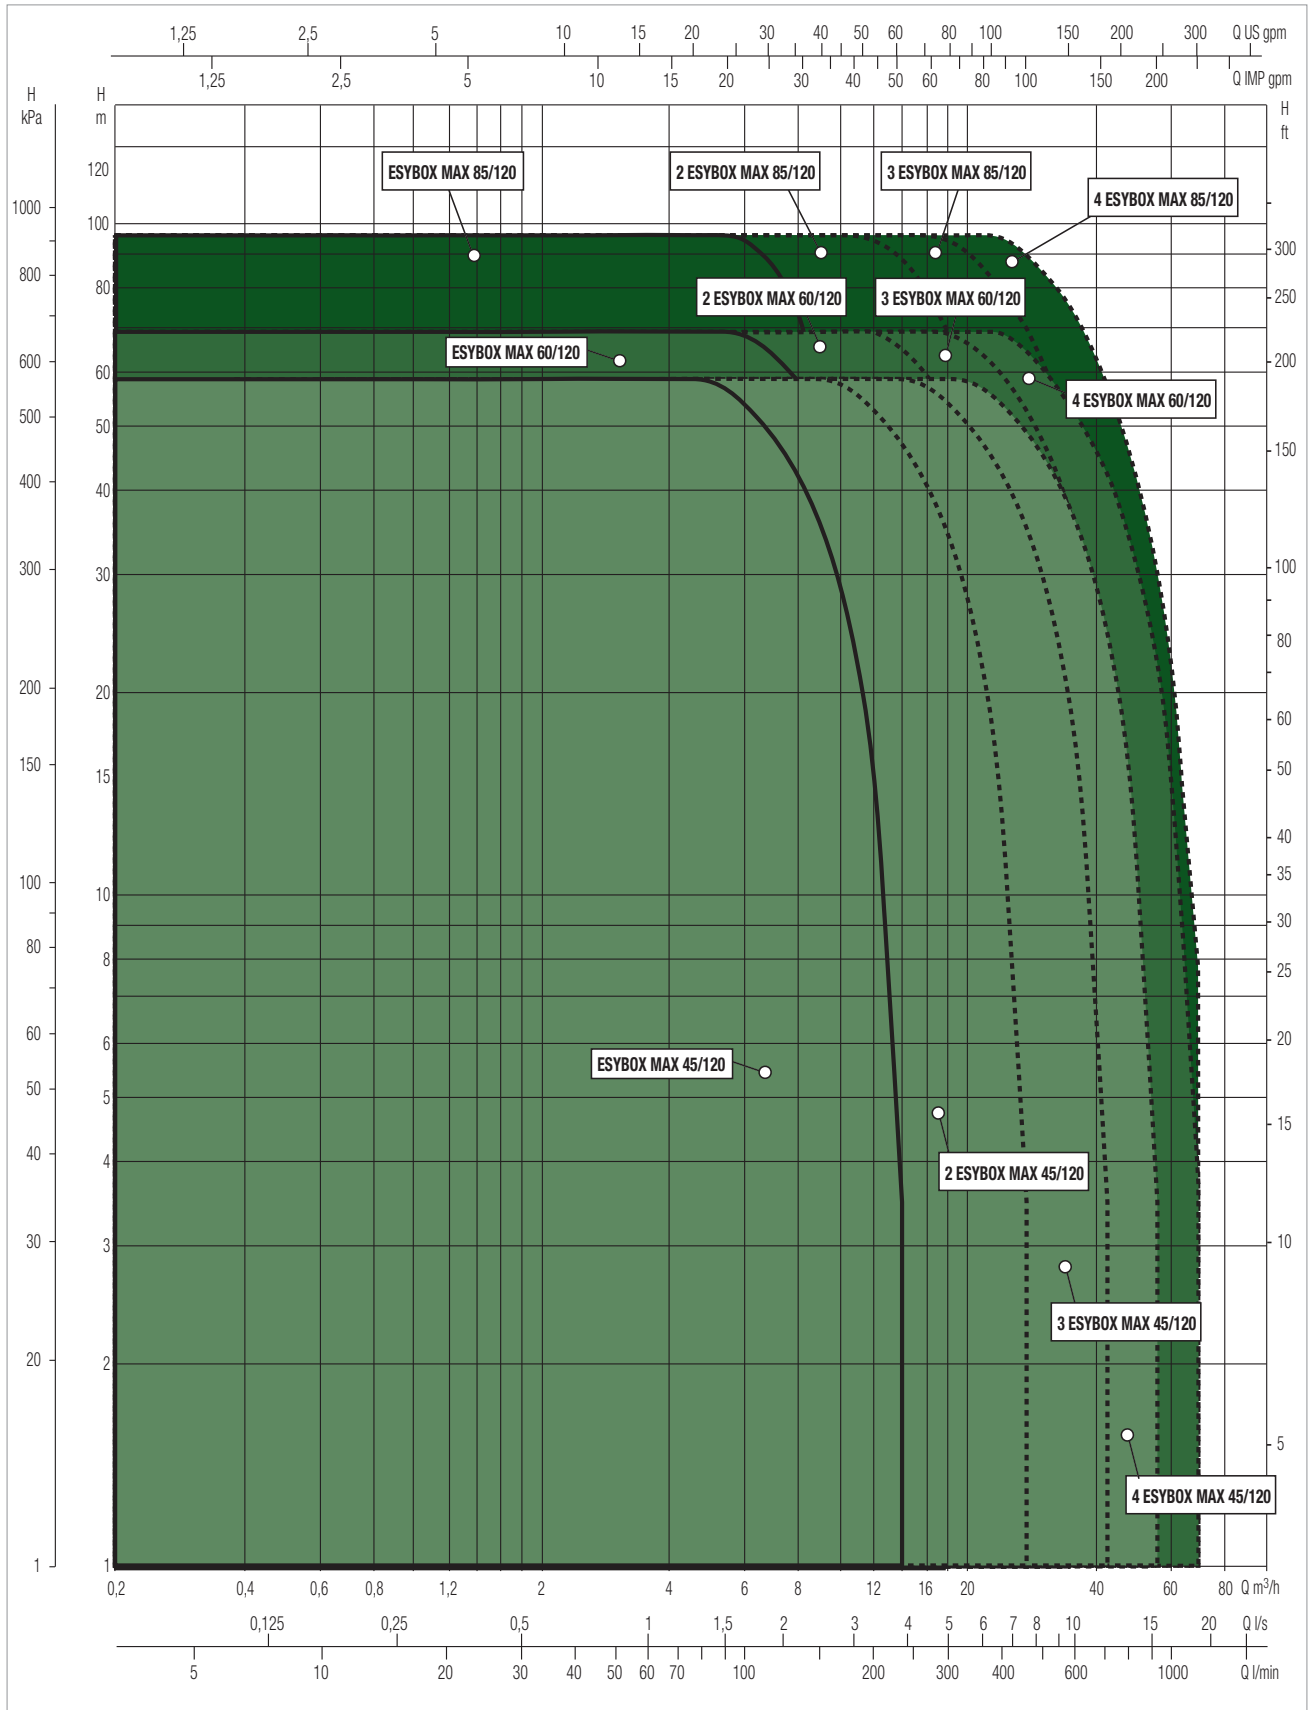 1,25 2,5 5 10 15 20 30 40 50 60 80 100 150 200 300 Q US gpm
1,25 2,5 5 10 15 20 30 40 50 60 80 100 150 200 Q IMP gpm
H
kPa
H
m
H
ft
120
ESYBOX MAX 85/120
2 ESYBOX MAX 85/120
3 ESYBOX MAX 85/120
4 ESYBOX MAX 85/120
1000
100
300
800
80
250
2 ESYBOX MAX 60/120
3 ESYBOX MAX 60/120
ESYBOX MAX 60/120
600
60
200
4 ESYBOX MAX 60/120
500
50
150
400
40
300
30
100
80
200
20
60
150
15
50
40
35
100
10
30
80
8
25
60
6
20
ESYBOX MAX 45/120
50
5
15
40
4
2 ESYBOX MAX 45/120
30
3
10
3 ESYBOX MAX 45/120
20
2
5
4 ESYBOX MAX 45/120
1
1
0,2 0,4 0,6 0,8 1,2 2 4 6 8 12 16 20 40 60 80 Q m³/h
0,125 0,25 0,5 1 1,5 2 3 4 5 6 7 8 10 15 20 Q l/s
5 10 20 30 40 50 60 70 100 200 300 400 600 1000 Q l/min